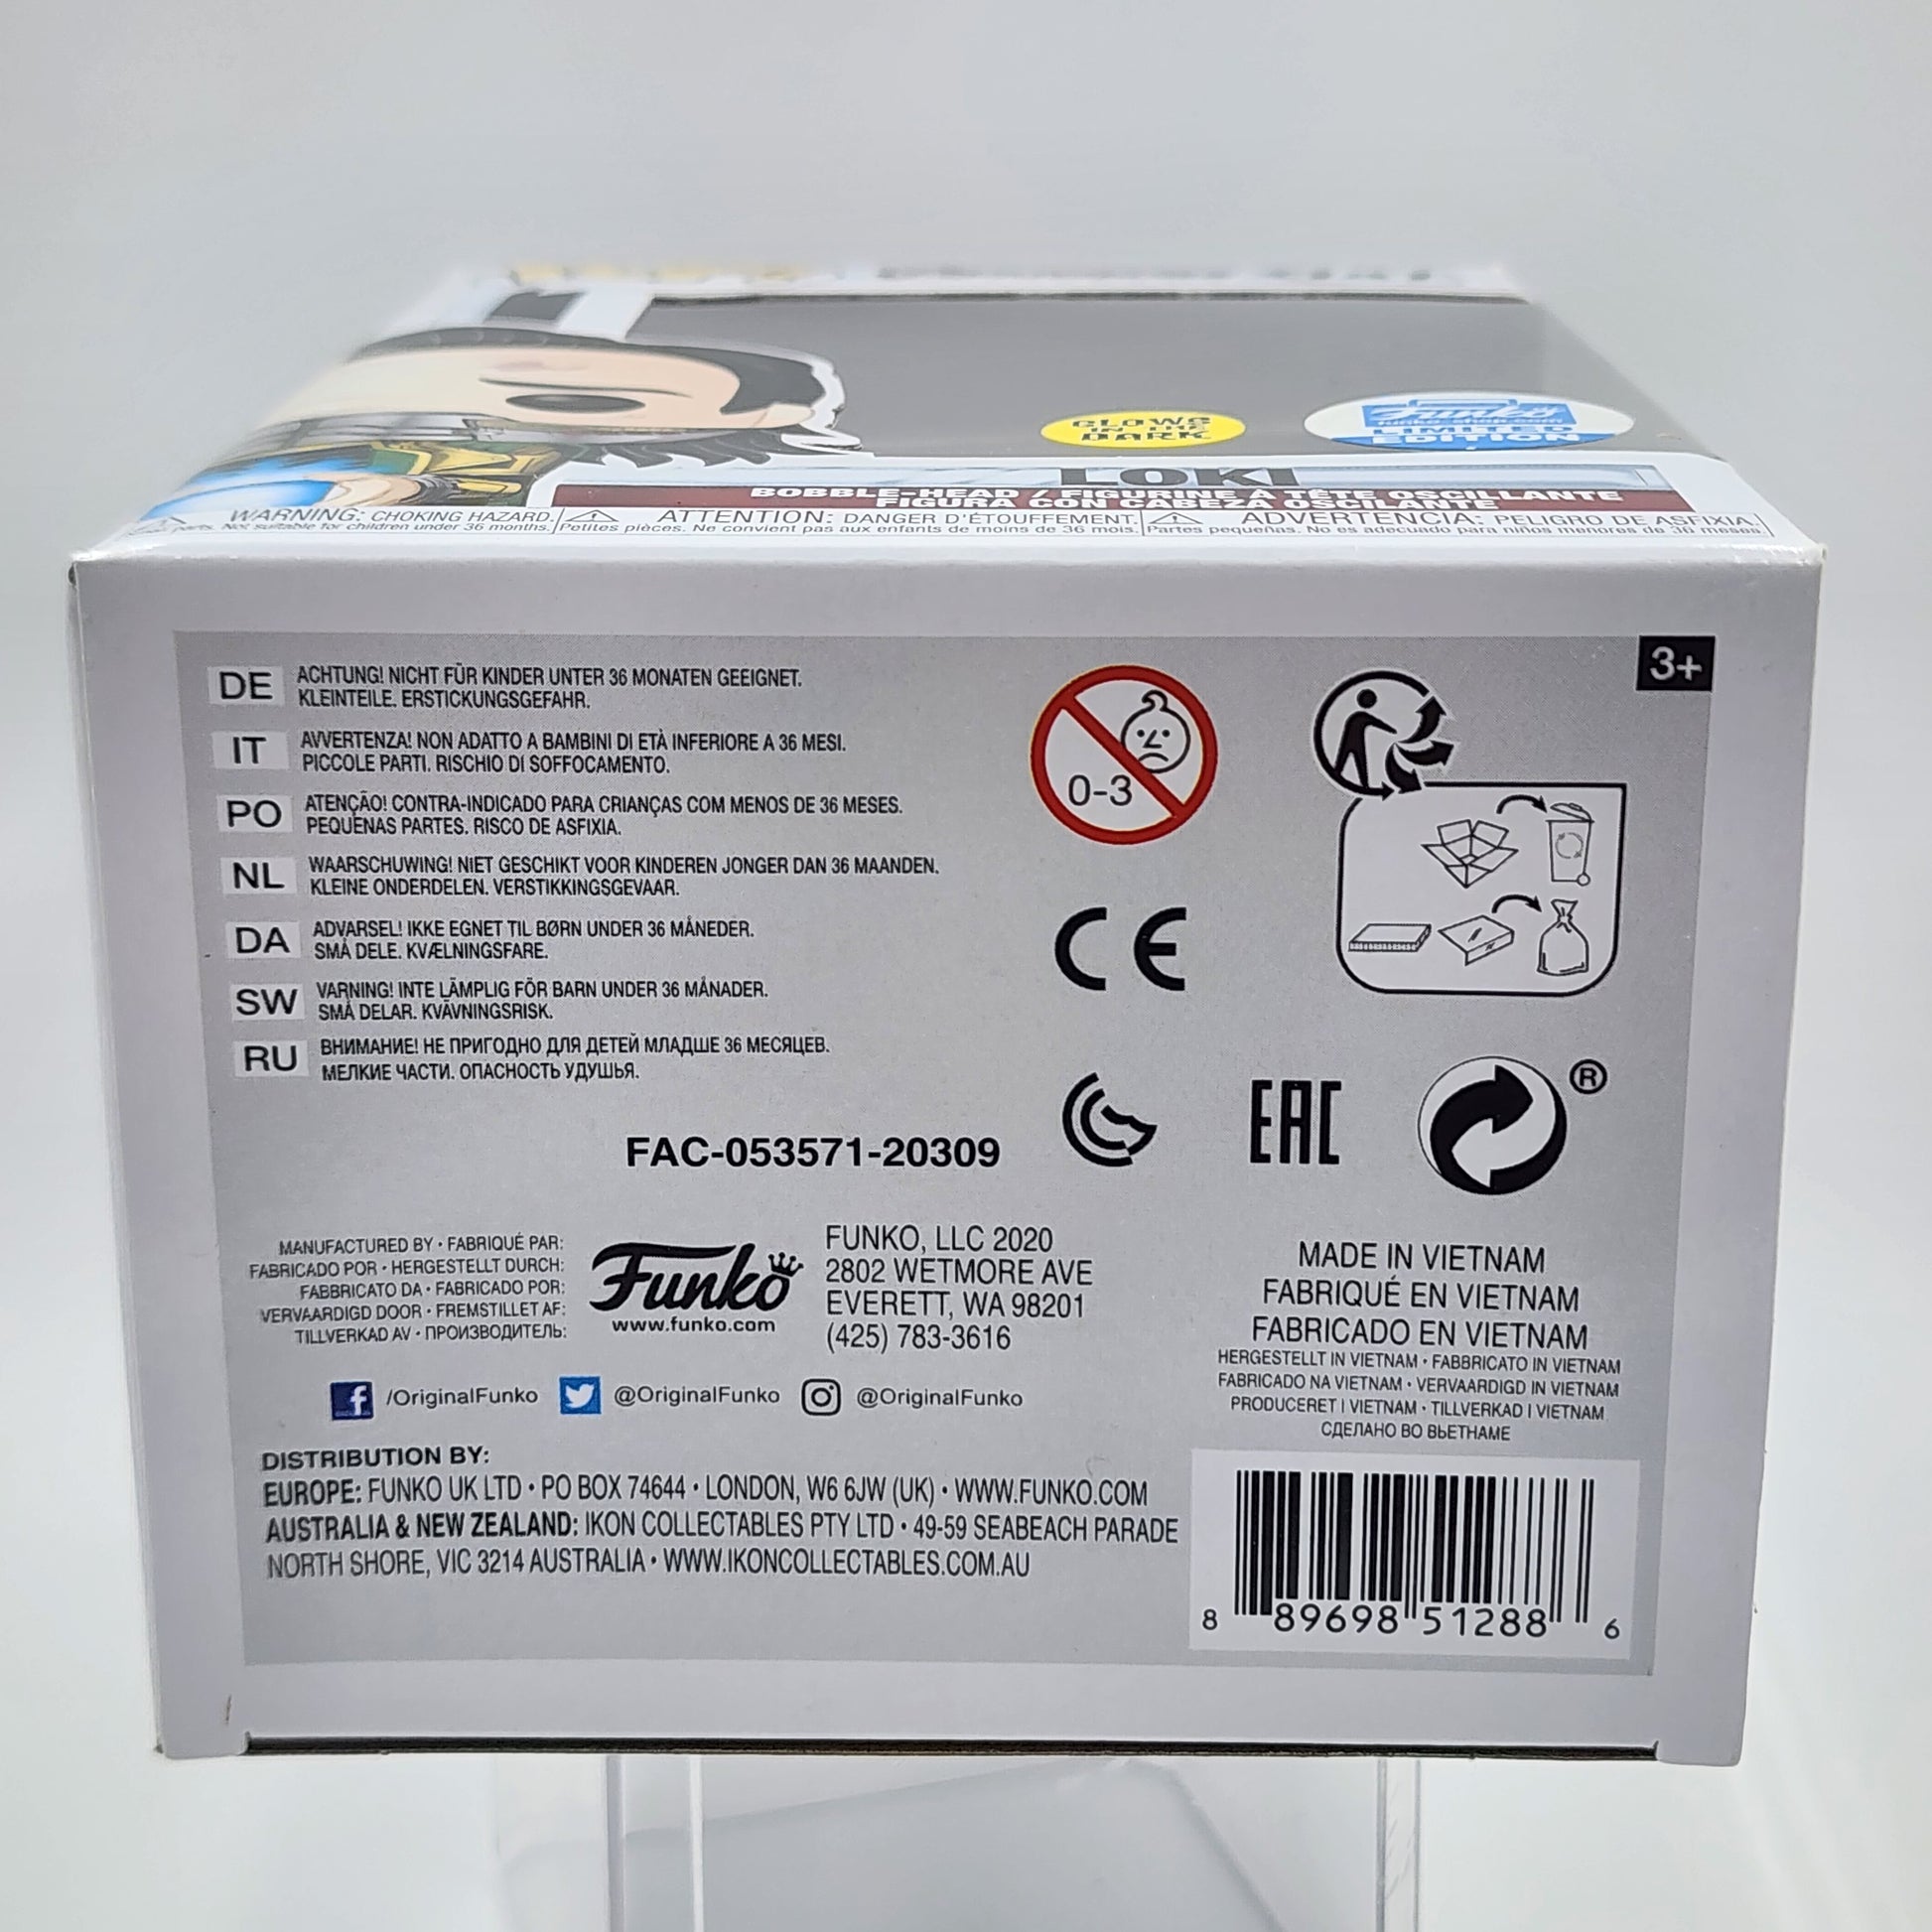 GLOWS
IN THE
DARK
Funko
funko-shop.com
LIMITED
EDITION
LOKI
BOBBLE-HEAD / FIGURINE À TÊTE OSCILLANTE
FIGURA CON CABEZA OSCILANTE
WARNING: CHOKING HAZARD.
parts. Not suitable for children under 36 months.
ATTENTION: DANGER D'ÉTOUFFEMENT.
Petites pièces. Ne convient pas aux enfants de moins de 36 mois.
ADVERTENCIA: PELIGRO DE ASFIXIA.
Partes pequeñas. No es adecuado para niños menores de 36 meses.
3+
DE ACHTUNG! NICHT FÜR KINDER UNTER 36 MONATEN GEEIGNET.
KLEINTEILE. ERSTICKUNGSGEFAHR.
IT AVVERTENZA! NON ADATTO A BAMBINI DI ETÀ INFERIORE A 36 MESI.
PICCOLE PARTI. RISCHIO DI SOFFOCAMENTO.
PO ATENÇÃO! CONTRA-INDICADO PARA CRIANÇAS COM MENOS DE 36 MESES.
PEQUENAS PARTES. RISCO DE ASFIXIA.
NL WAARSCHUWING! NIET GESCHIKT VOOR KINDEREN JONGER DAN 36 MAANDEN.
KLEINE ONDERDELEN. VERSTIKKINGSGEVAAR.
DA ADVARSEL! IKKE EGNET TIL BØRN UNDER 36 MÅNEDER.
SMÅ DELE. KVÆLNINGSFARE.
SW VARNING! INTE LÄMPLIG FÖR BARN UNDER 36 MÅNADER.
SMÅ DELAR. KVÄVNINGSRISK.
RU ВНИМАНИЕ! НЕ ПРИГОДНО ДЛЯ ДЕТЕЙ МЛАДШЕ 36 МЕСЯЦЕВ.
МЕЛКИЕ ЧАСТИ. ОПАСНОСТЬ УДУШЬЯ.
0-3
CE
EAC
®
FAC-053571-20309
MANUFACTURED BY • FABRIQUÉ PAR:
FABRICADO POR • HERGESTELLT DURCH:
FABBRICATO DA • FABRICADO POR:
VERVAARDIGD DOOR • FREMSTILLET AF:
TILLVERKAD AV • ПРОИЗВОДИТЕЛЬ:
Funko
www.funko.com
FUNKO, LLC 2020
2802 WETMORE AVE
EVERETT, WA 98201
(425) 783-3616
/OriginalFunko @OriginalFunko @OriginalFunko
MADE IN VIETNAM
FABRIQUÉ EN VIETNAM
FABRICADO EN VIETNAM
HERGESTELLT IN VIETNAM • FABBRICATO IN VIETNAM
FABRICADO NA VIETNAM • VERVAARDIGD IN VIETNAM
PRODUCERET I VIETNAM • TILLVERKAD I VIETNAM
СДЕЛАНО ВО ВЬЕТНАМЕ
DISTRIBUTION BY:
EUROPE: FUNKO UK LTD • PO BOX 74644 • LONDON, W6 6JW (UK) • WWW.FUNKO.COM
AUSTRALIA & NEW ZEALAND: IKON COLLECTABLES PTY LTD • 49-59 SEABEACH PARADE
NORTH SHORE, VIC 3214 AUSTRALIA • WWW.IKONCOLLECTABLES.COM.AU
8 89698 51288 6